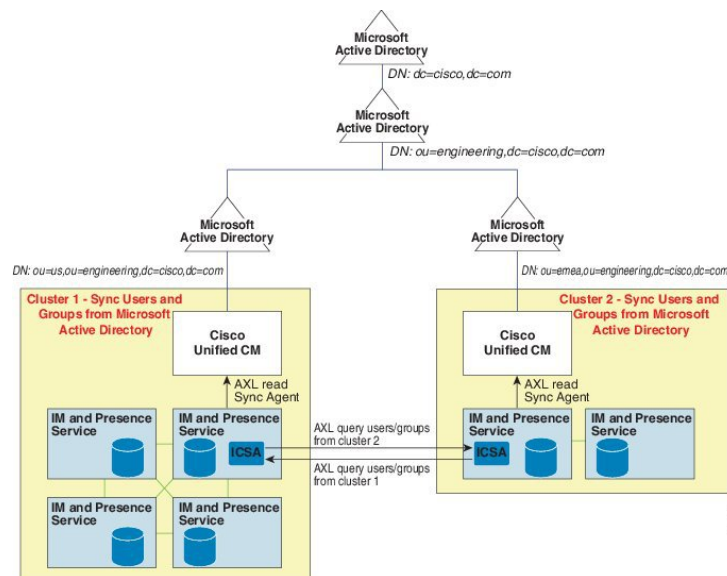 Microsoft
Active Directory
DN: dc=cisco,dc=com
Microsoft
Active Directory
DN: ou=engineering,dc=cisco,dc=com
Microsoft
Active Directory
DN: ou=us,ou=engineering,dc=cisco,dc=com
Microsoft
Active Directory
DN: ou=emea,ou=engineering,dc=cisco,dc=com
Cluster 1 - Sync Users and
Groups from Microsoft
Active Directory
Cisco
Unified CM
AXL read
Sync Agent
IM and Presence
Service
IM and Presence
Service
ICSA
IM and Presence
Service
IM and Presence
Service
AXL query users/groups
from cluster 2
AXL query users/groups
from cluster 1
Cluster 2 - Sync Users and
Groups from Microsoft
Active Directory
Cisco
Unified CM
AXL read
Sync Agent
IM and Presence
Service
ICSA
IM and Presence
Service